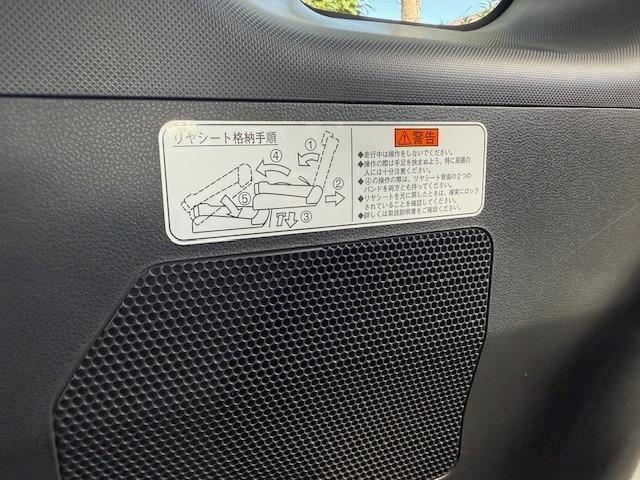 リヤシート格納手順
①
④
②
⑤
③
警告
◆走行中は操作をしないでください。
◆操作の際は手足を挟まぬよう、特に周囲の
人には十分注意ください。
◆④の操作の際は、リヤシート背面の2つの
バンドを両方とも持ってください。
◆リヤシートを元に戻したときは、確実にロック
されていることを確認してください。
◆詳しくは取扱説明書をご確認ください。